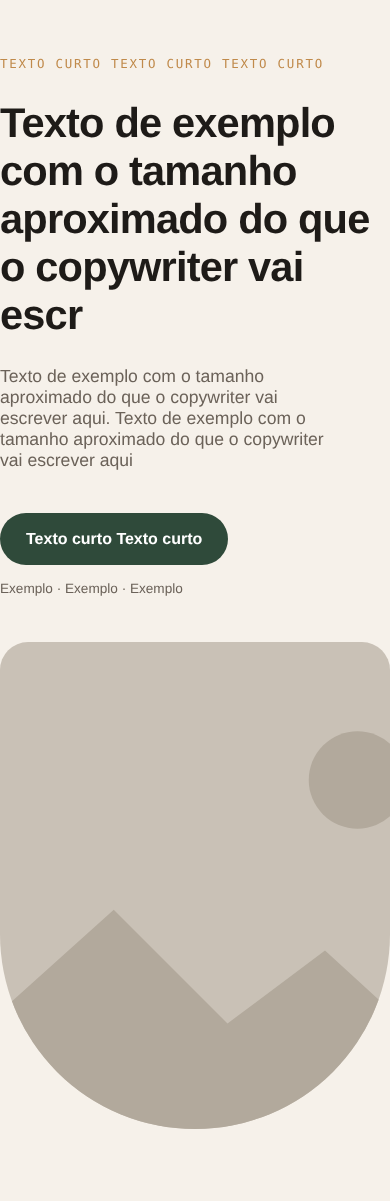 TEXTO CURTO TEXTO CURTO TEXTO CURTO
Texto de exemplo
com o tamanho
aproximado do que
o copywriter vai
escr
Texto de exemplo com o tamanho
aproximado do que o copywriter vai
escrever aqui. Texto de exemplo com o
tamanho aproximado do que o copywriter
vai escrever aqui
Texto curto Texto curto
Exemplo · Exemplo · Exemplo